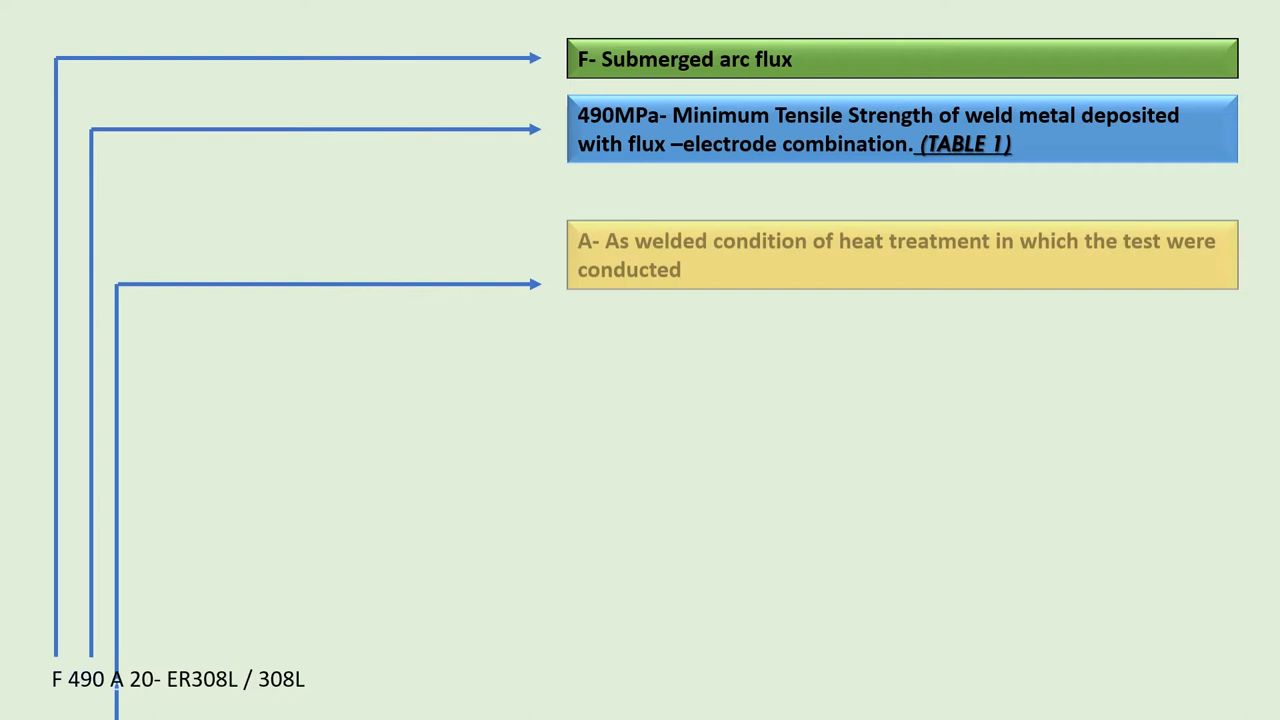 F- Submerged arc flux
490MPa- Minimum Tensile Strength of weld metal deposited
with flux –electrode combination. (TABLE 1)
A- As welded condition of heat treatment in which the test were
conducted
F 490 A 20- ER308L / 308L